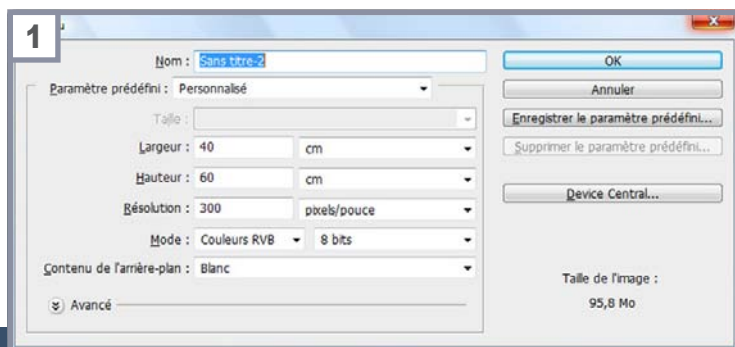 1
Nom : Sans titre-2
Paramètre prédéfini : Personnalisé
Taille :
Largeur : 40 cm
Hauteur : 60 cm
Résolution : 300 pixels/pouce
Mode : Couleurs RVB 8 bits
Contenu de l'arrière-plan : Blanc
Avancé
OK
Annuler
Enregistrer le paramètre prédéfini...
Supprimer le paramètre prédéfini...
Device Central...
Taille de l'image :
95,8 Mo